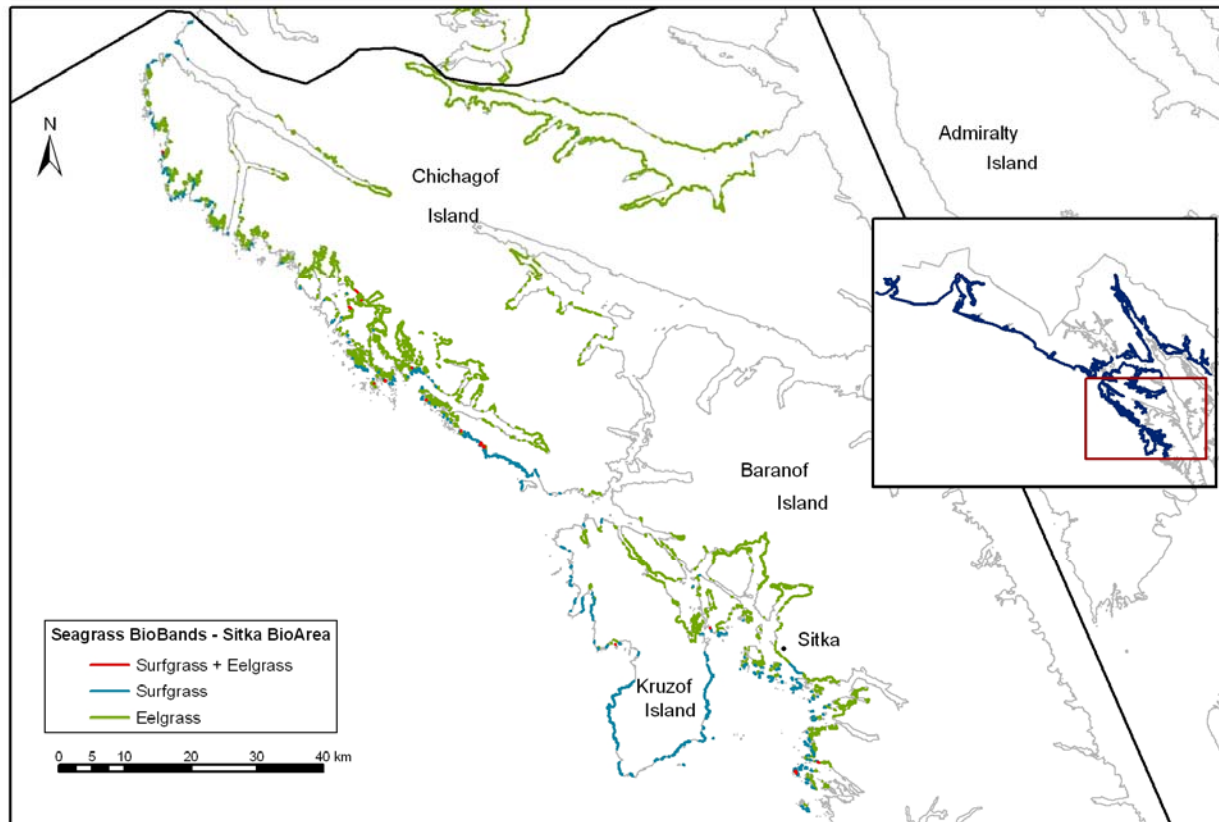 N
Chichagof
Island
Admiralty
Island
Baranof
Island
Sitka
Kruzof
Island
Seagrass BioBands - Sitka BioArea
Surfgrass + Eelgrass
Surfgrass
Eelgrass
0 5 10 20 30 40 km